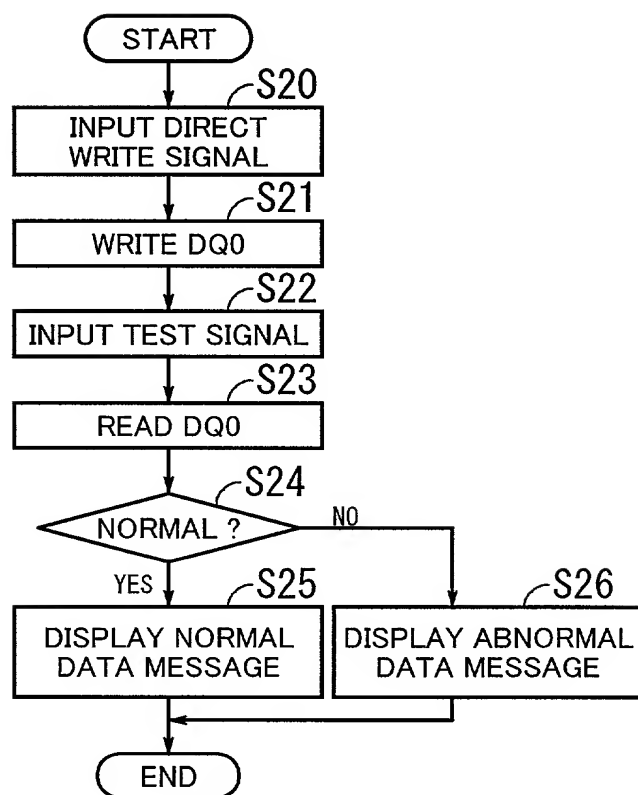 START
S20
INPUT DIRECT
WRITE SIGNAL
S21
WRITE DQ0
S22
INPUT TEST SIGNAL
S23
READ DQ0
S24
NORMAL ?
NO
YES
S25
DISPLAY NORMAL
DATA MESSAGE
S26
DISPLAY ABNORMAL
DATA MESSAGE
END